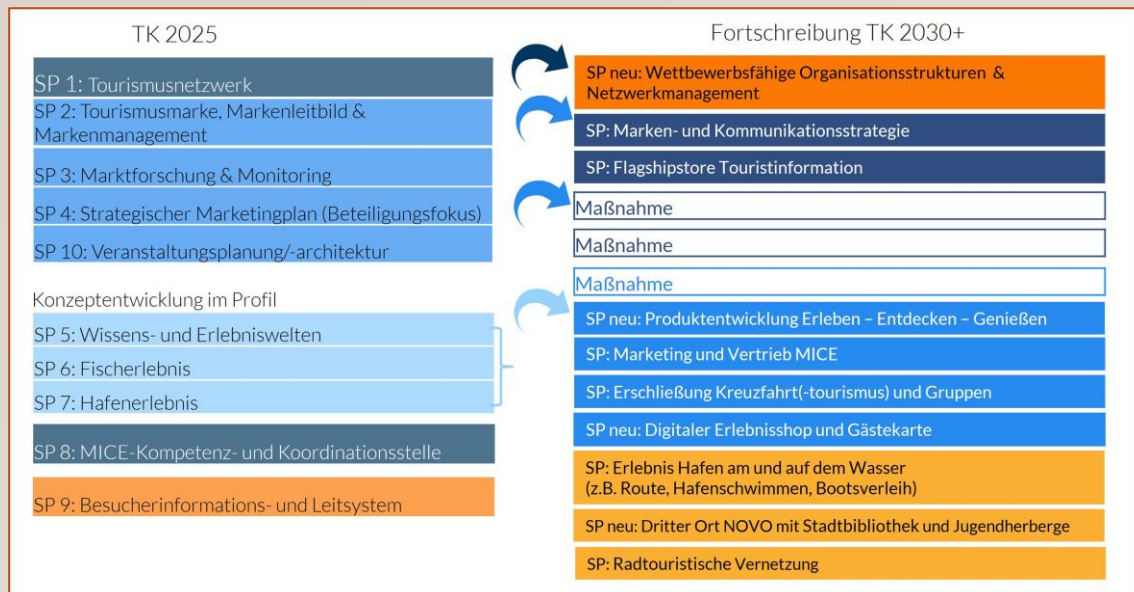 TK 2025
SP 1: Tourismusnetzwerk
SP 2: Tourismusmarke, Markenleitbild &
Markenmanagement
SP 3: Marktforschung & Monitoring
SP 4: Strategischer Marketingplan (Beteiligungsfokus)
SP 10: Veranstaltungsplanung/-architektur
Konzeptentwicklung im Profil
SP 5: Wissens- und Erlebniswelten
SP 6: Fischerlebnis
SP 7: Hafenerlebnis
SP 8: MICE-Kompetenz- und Koordinationsstelle
SP 9: Besucherinformations- und Leitsystem
Fortschreibung TK 2030+
SP neu: Wettbewerbsfähige Organisationsstrukturen &
Netzwerkmanagement
SP: Marken- und Kommunikationsstrategie
SP: Flagshipstore Touristinformation
Maßnahme
Maßnahme
Maßnahme
SP neu: Produktentwicklung Erleben – Entdecken – Genießen
SP: Marketing und Vertrieb MICE
SP: Erschließung Kreuzfahrt(-tourismus) und Gruppen
SP neu: Digitaler Erlebnisshop und Gästekarte
SP: Erlebnis Hafen am und auf dem Wasser
(z.B. Route, Hafenschwimmen, Bootsverleih)
SP neu: Dritter Ort NOVO mit Stadtbibliothek und Jugendherberge
SP: Radtouristische Vernetzung